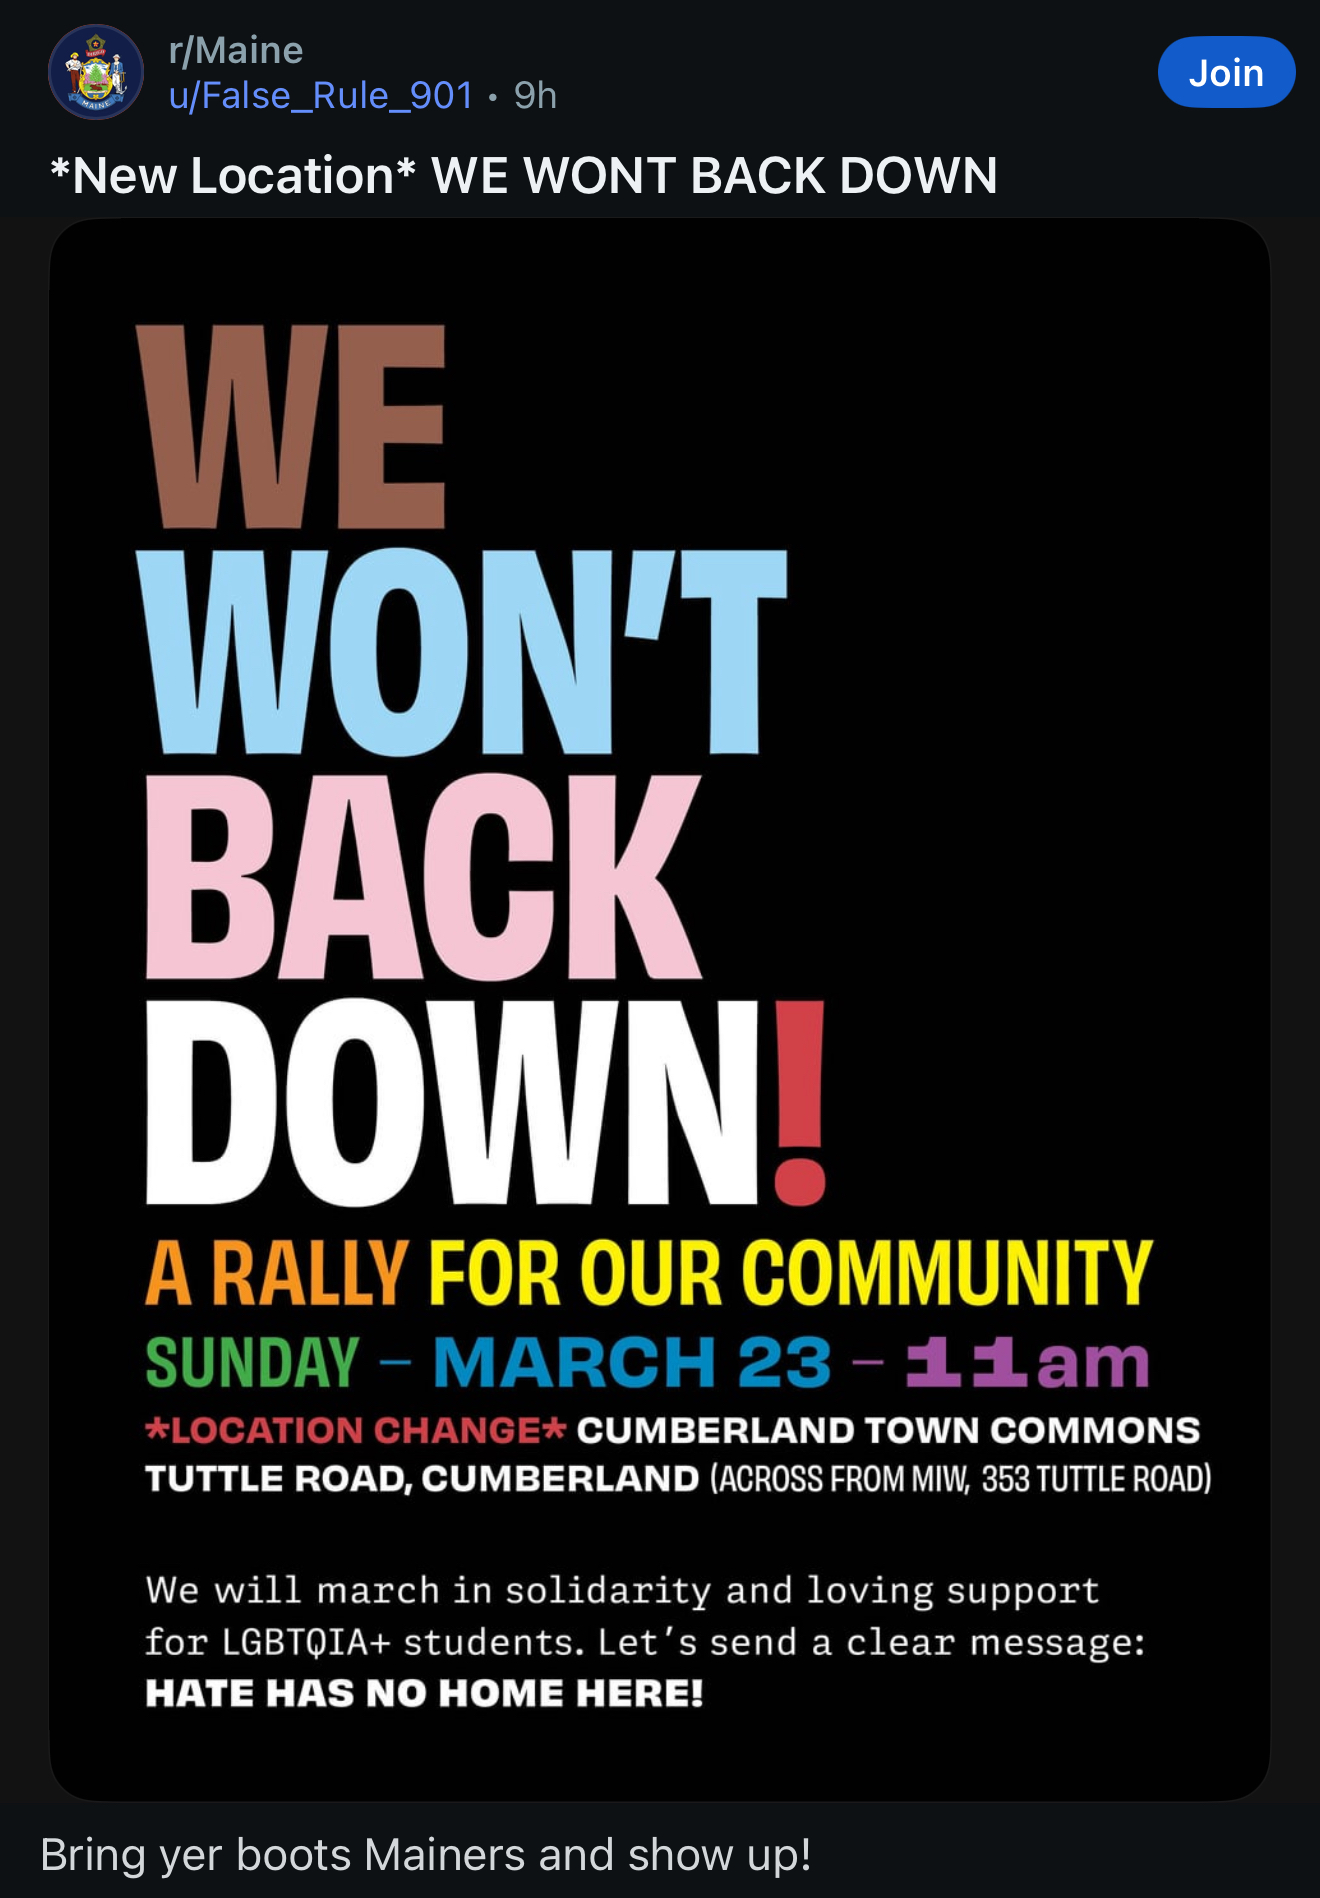 r/Maine
u/False_Rule_901 • 9h
Join
*New Location* WE WONT BACK DOWN
WE
WON'T
BACK
DOWN!
A RALLY FOR OUR COMMUNITY
SUNDAY – MARCH 23 – 11am
*LOCATION CHANGE* CUMBERLAND TOWN COMMONS
TUTTLE ROAD, CUMBERLAND (ACROSS FROM MIW, 353 TUTTLE ROAD)
We will march in solidarity and loving support
for LGBTQIA+ students. Let's send a clear message:
HATE HAS NO HOME HERE!
Bring yer boots Mainers and show up!